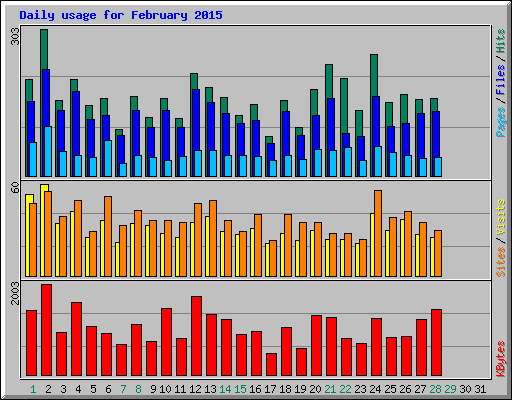 Daily usage for February 2015
303
Pages / Files / Hits
60
Sites / Visits
2003
KBytes
1 2 3 4 5 6 7 8 9 10 11 12 13 14 15 16 17 18 19 20 21 22 23 24 25 26 27 28 29 30 31